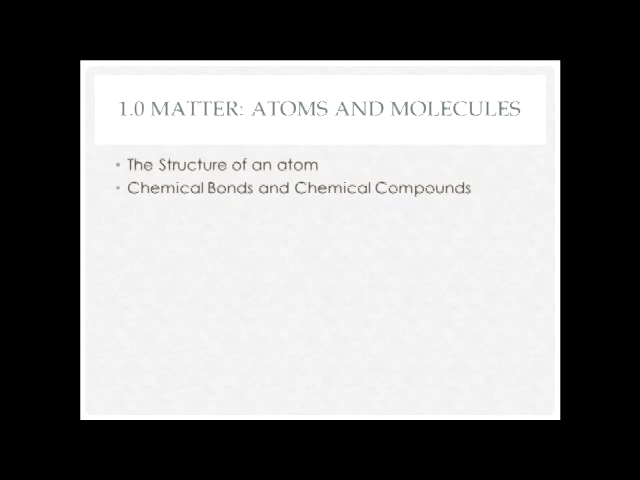 1.0 MATTER: ATOMS AND MOLECULES
• The Structure of an atom
• Chemical Bonds and Chemical Compounds